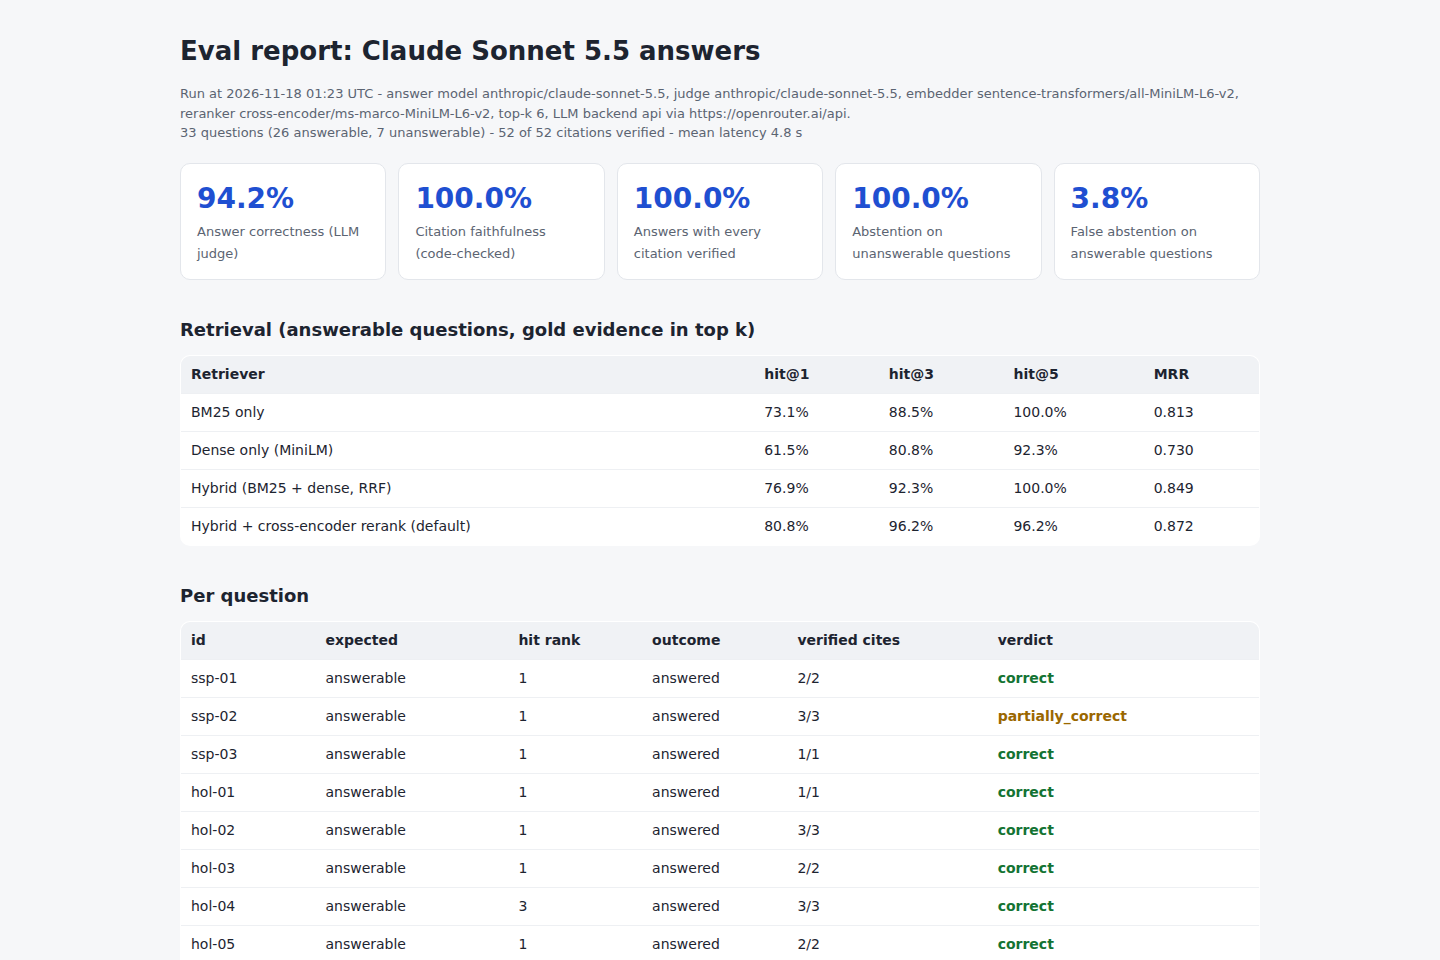 Eval report: Claude Sonnet 5.5 answers
Run at 2026-11-18 01:23 UTC - answer model anthropic/claude-sonnet-5.5, judge anthropic/claude-sonnet-5.5, embedder sentence-transformers/all-MiniLM-L6-v2,
reranker cross-encoder/ms-marco-MiniLM-L6-v2, top-k 6, LLM backend api via https://openrouter.ai/api.
33 questions (26 answerable, 7 unanswerable) - 52 of 52 citations verified - mean latency 4.8 s
94.2%
Answer correctness (LLM
judge)
100.0%
Citation faithfulness
(code-checked)
100.0%
Answers with every
citation verified
100.0%
Abstention on
unanswerable questions
3.8%
False abstention on
answerable questions
Retrieval (answerable questions, gold evidence in top k)
Retriever hit@1 hit@3 hit@5 MRR
BM25 only 73.1% 88.5% 100.0% 0.813
Dense only (MiniLM) 61.5% 80.8% 92.3% 0.730
Hybrid (BM25 + dense, RRF) 76.9% 92.3% 100.0% 0.849
Hybrid + cross-encoder rerank (default) 80.8% 96.2% 96.2% 0.872
Per question
id expected hit rank outcome verified cites verdict
ssp-01 answerable 1 answered 2/2 correct
ssp-02 answerable 1 answered 3/3 partially_correct
ssp-03 answerable 1 answered 1/1 correct
hol-01 answerable 1 answered 1/1 correct
hol-02 answerable 1 answered 3/3 correct
hol-03 answerable 1 answered 2/2 correct
hol-04 answerable 3 answered 3/3 correct
hol-05 answerable 1 answered 2/2 correct